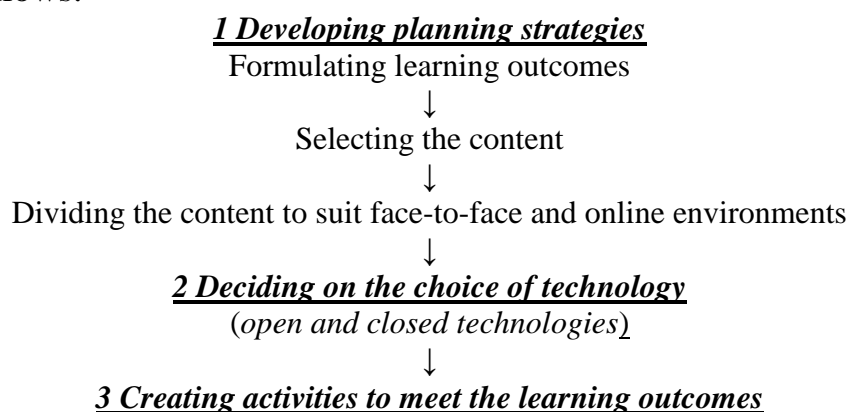 1 Developing planning strategies
Formulating learning outcomes
↓
Selecting the content
↓
Dividing the content to suit face-to-face and online environments
↓
2 Deciding on the choice of technology
(open and closed technologies)
↓
3 Creating activities to meet the learning outcomes